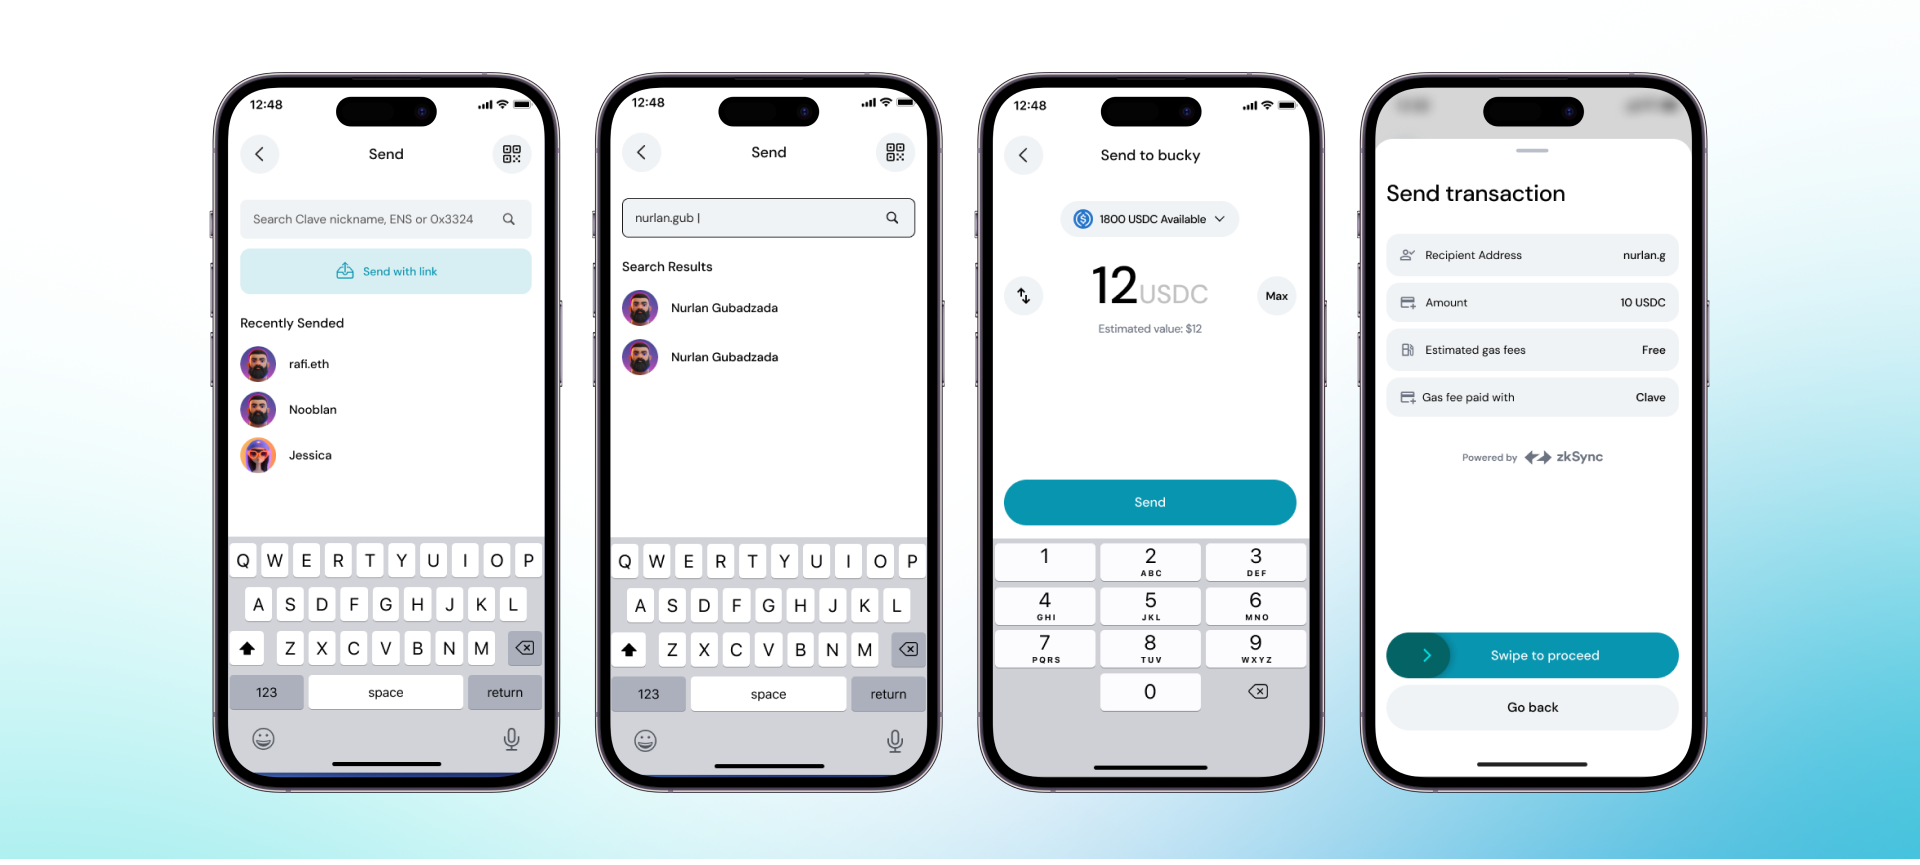 12:48
Send
Search Clave nickname, ENS or 0x3324
Send with link
Recently Sended
rafi.eth
Nooblan
Jessica
Q W E R T Y U I O P
A S D F G H J K L
Z X C V B N M
123 space return
12:48
Send
nurlan.gub |
Search Results
Nurlan Gubadzada
Nurlan Gubadzada
Q W E R T Y U I O P
A S D F G H J K L
Z X C V B N M
123 space return
12:48
Send to bucky
1800 USDC Available
12USDC
Max
Estimated value: $12
Send
1 2 3
ABC DEF
4 5 6
GHI JKL MNO
7 8 9
PQRS TUV WXYZ
0
Send transaction
Recipient Address nurlan.g
Amount 10 USDC
Estimated gas fees Free
Gas fee paid with Clave
Powered by zkSync
Swipe to proceed
Go back